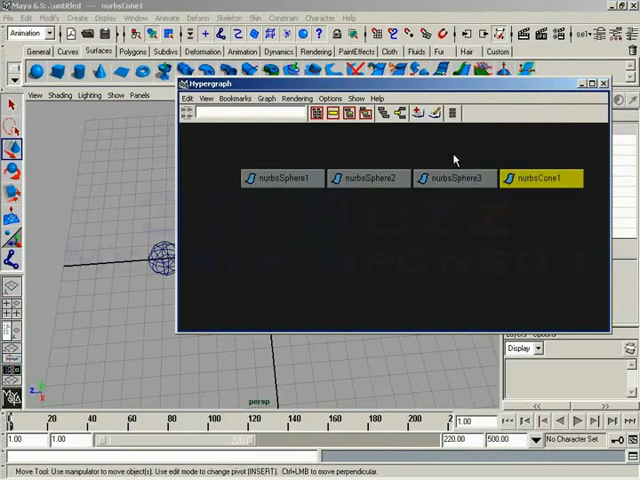 Maya 6.5: .\untitled --- nurbsCone1
File Edit Modify Create Display Window Animate Deform Skeleton Skin Constrain Character Help
Animation sel
General Curves Surfaces Polygons Subdivs Deformation Animation Dynamics Rendering PaintEffects Cloth Fluids Fur Hair Custom
View Shading Lighting Show Panels
Hypergraph
Edit View Bookmarks Graph Rendering Options Show Help
nurbsSphere1 nurbsSphere2 nurbsSphere3 nurbsCone1
Display
persp
20 40 60 80 100 120 140 160 180 200
1.00
1.00 1.00 220 220.00 500.00 No Character Set
Move Tool: Use manipulator to move object(s). Use edit mode to change pivot (INSERT). Ctrl+LMB to move perpendicular.